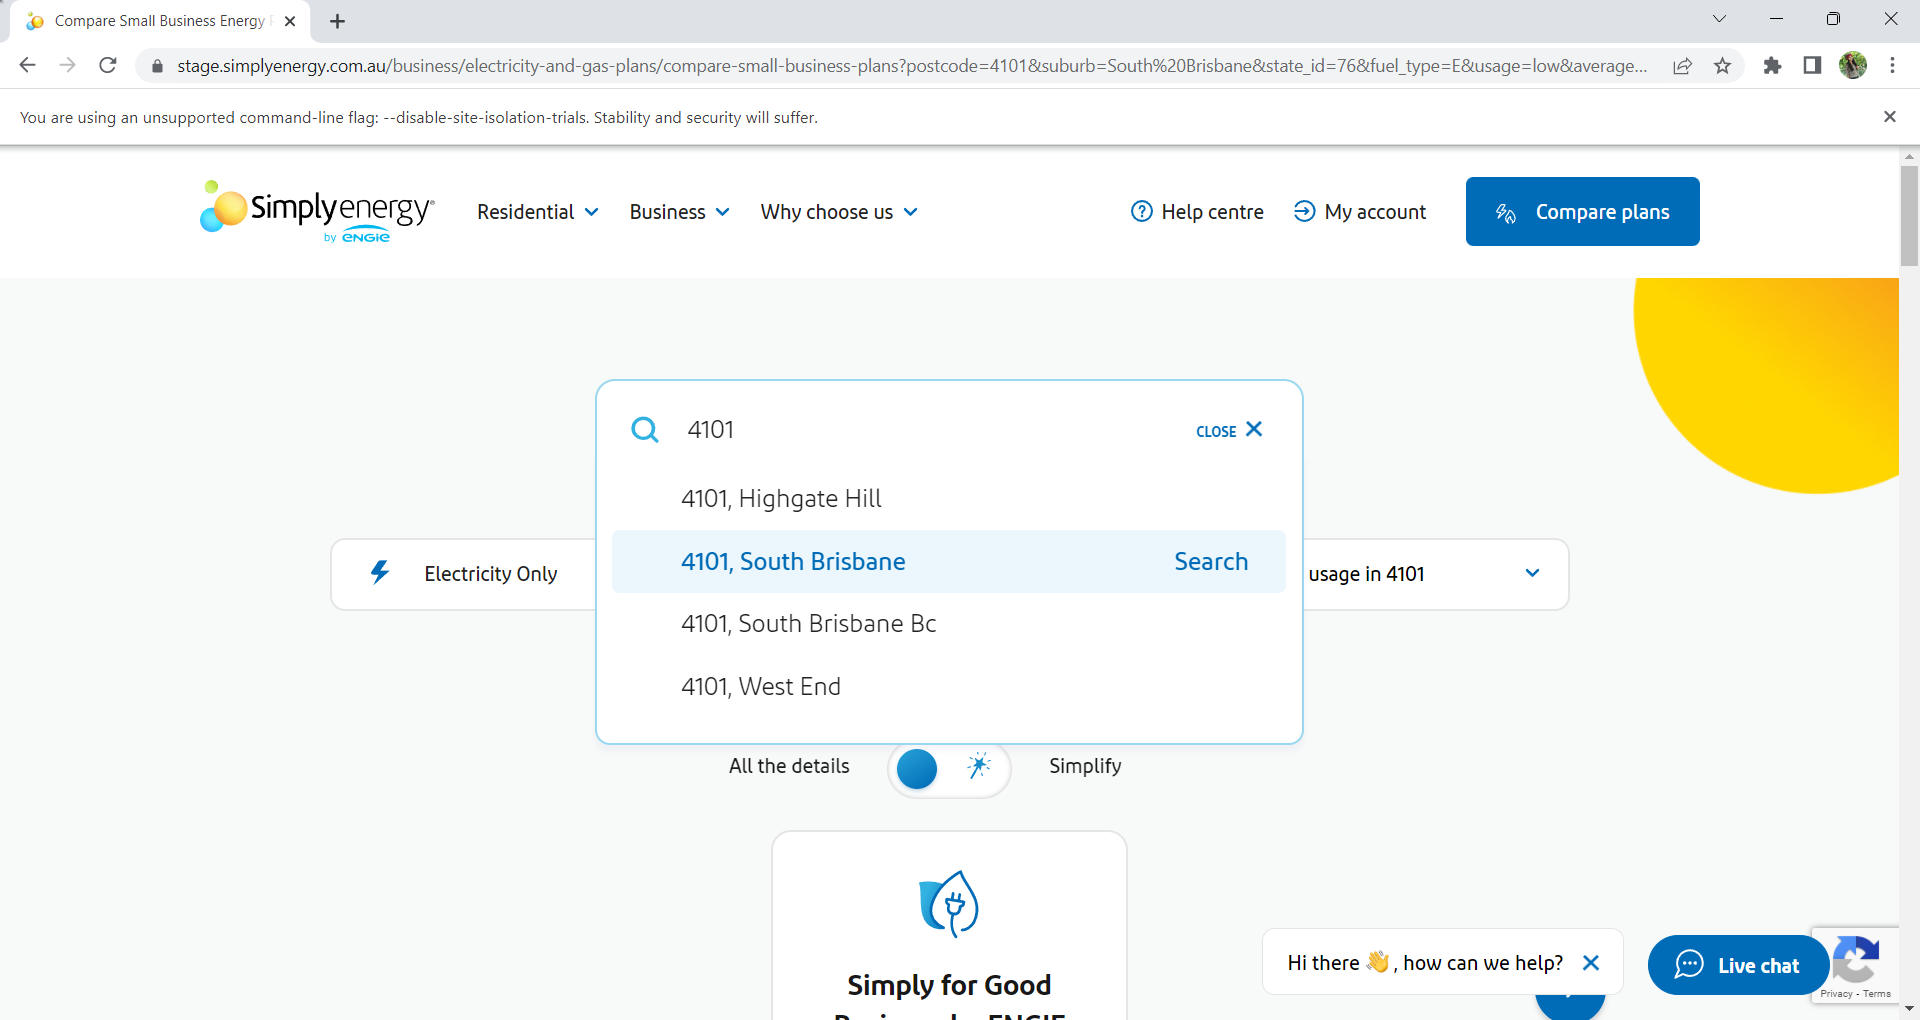 Compare Small Business Energy
stage.simplyenergy.com.au/business/electricity-and-gas-plans/compare-small-business-plans?postcode=4101&suburb=South%20Brisbane&state_id=76&fuel_type=E&usage=low&average...
You are using an unsupported command-line flag: --disable-site-isolation-trials. Stability and security will suffer.
Simplyenergy®
by ENGIE
Residential
Business
Why choose us
Help centre
My account
Compare plans
4101
CLOSE
4101, Highgate Hill
4101, South Brisbane
Search
4101, South Brisbane Bc
4101, West End
Electricity Only
usage in 4101
All the details
Simplify
Simply for Good
Hi there 👋, how can we help?
Live chat
Privacy - Terms